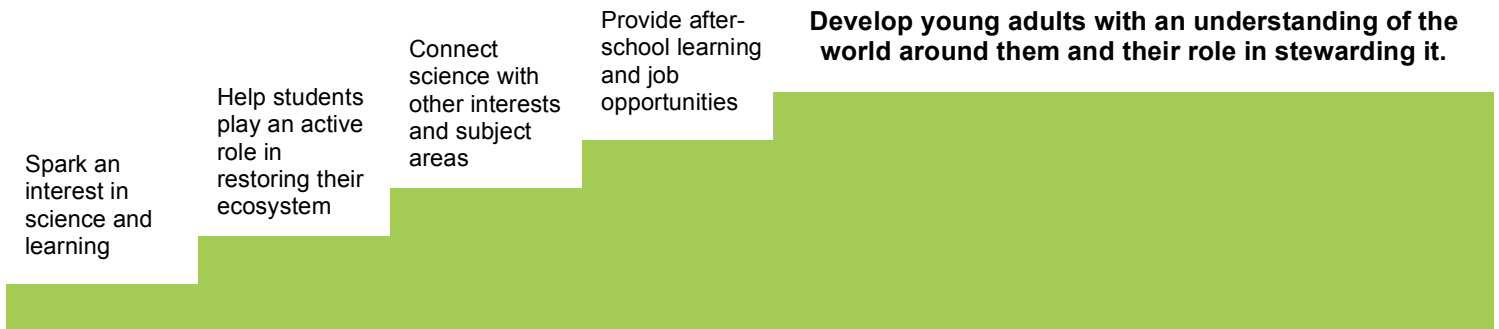 Spark an
interest in
science and
learning
Help students
play an active
role in
restoring their
ecosystem
Connect
science with
other interests
and subject
areas
Provide after-
school learning
and job
opportunities
Develop young adults with an understanding of the
world around them and their role in stewarding it.